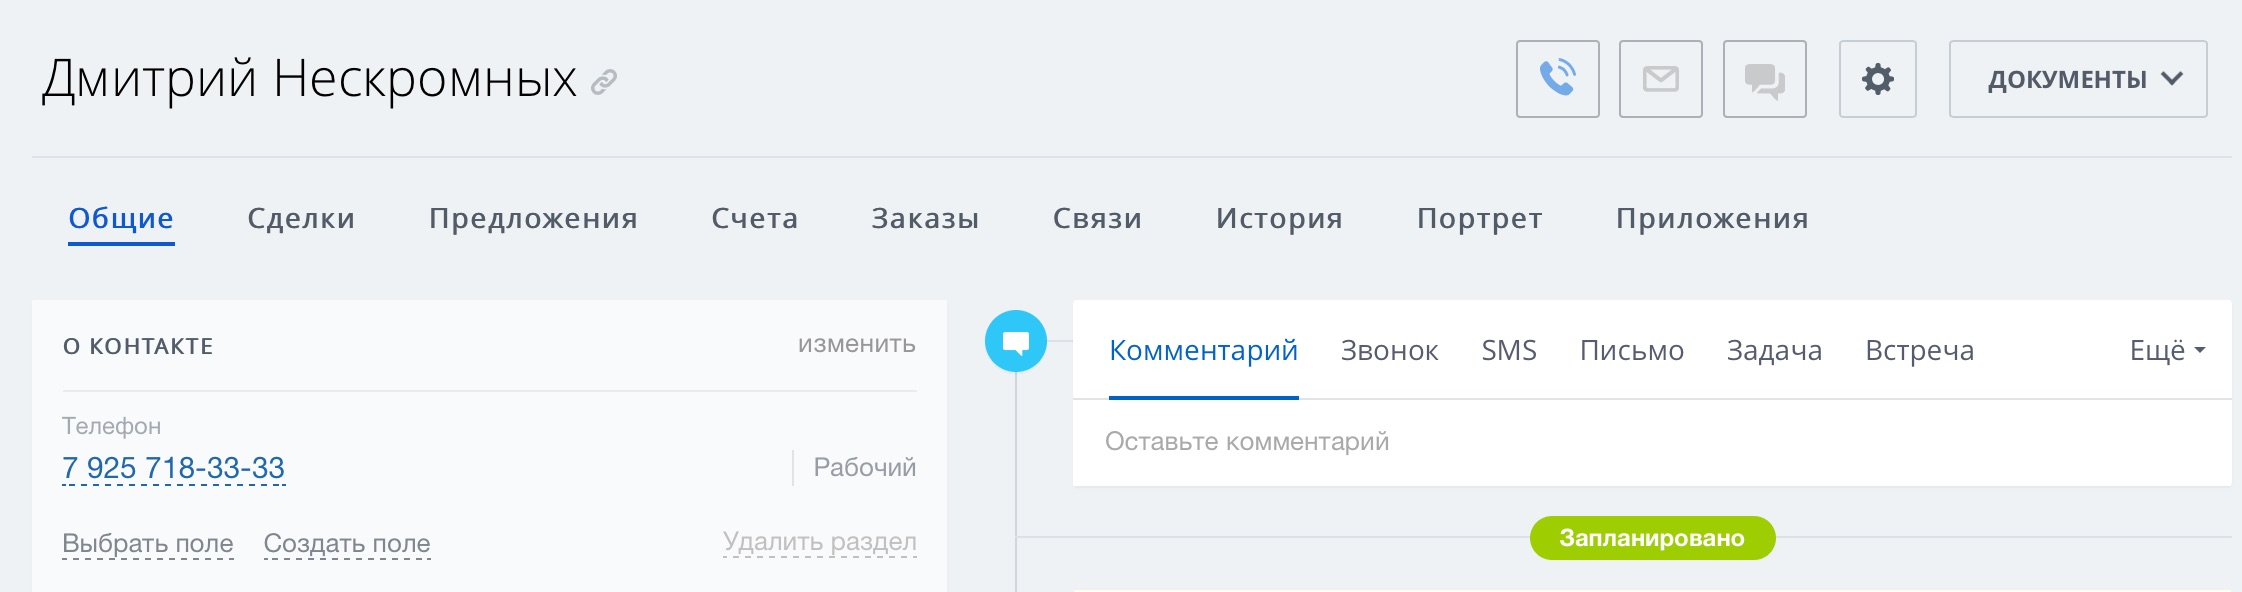 Дмитрий Нескромных
ДОКУМЕНТЫ
Общие Сделки Предложения Счета Заказы Связи История Портрет Приложения
О КОНТАКТЕ изменить
Телефон
7 925 718-33-33 Рабочий
Выбрать поле Создать поле Удалить раздел
Комментарий Звонок SMS Письмо Задача Встреча Ещё
Оставьте комментарий
Запланировано